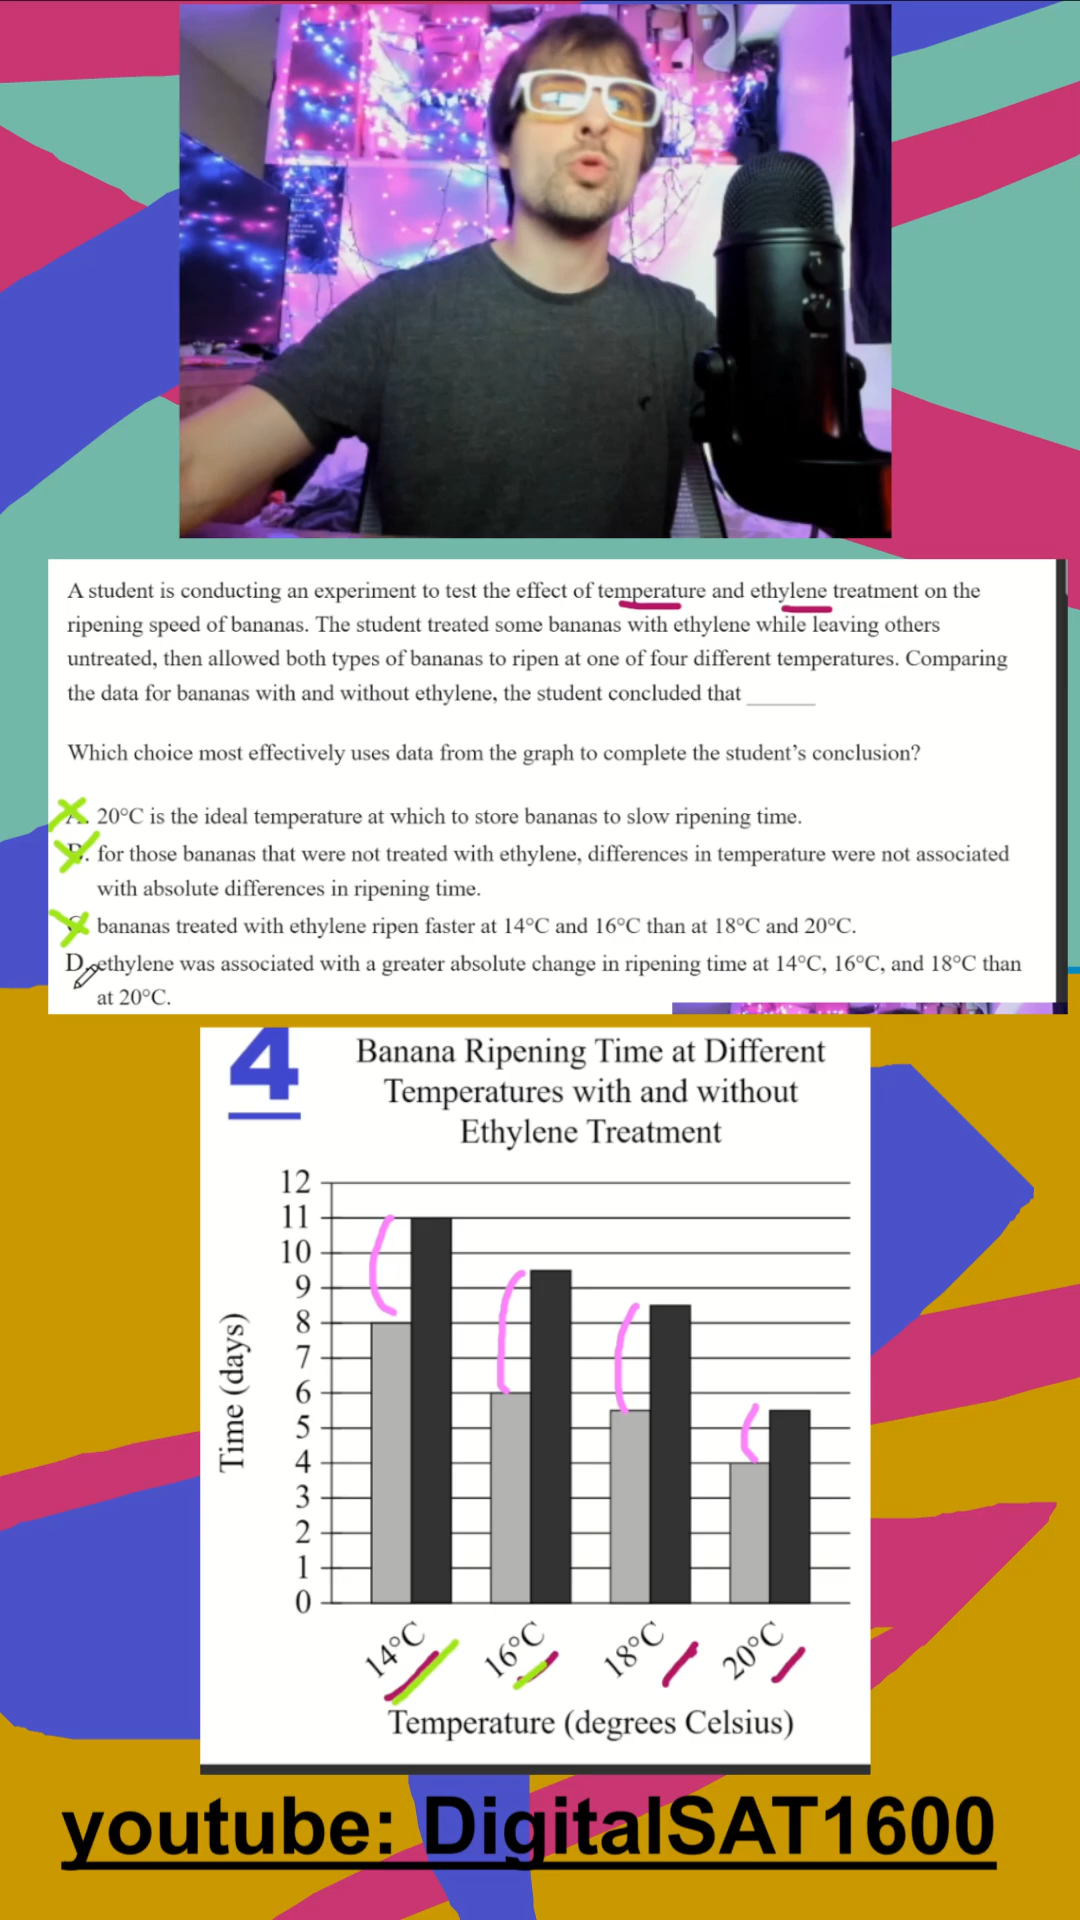 A student is conducting an experiment to test the effect of temperature and ethylene treatment on the
ripening speed of bananas. The student treated some bananas with ethylene while leaving others
untreated, then allowed both types of bananas to ripen at one of four different temperatures. Comparing
the data for bananas with and without ethylene, the student concluded that ______
Which choice most effectively uses data from the graph to complete the student’s conclusion?
A. 20°C is the ideal temperature at which to store bananas to slow ripening time.
B. for those bananas that were not treated with ethylene, differences in temperature were not associated
with absolute differences in ripening time.
bananas treated with ethylene ripen faster at 14°C and 16°C than at 18°C and 20°C.
D. ethylene was associated with a greater absolute change in ripening time at 14°C, 16°C, and 18°C than
at 20°C.
4
Banana Ripening Time at Different
Temperatures with and without
Ethylene Treatment
12
11
10
9
8
7
6
5
4
3
2
1
0
Time (days)
14°C 16°C 18°C 20°C
Temperature (degrees Celsius)
youtube: DigitalSAT1600